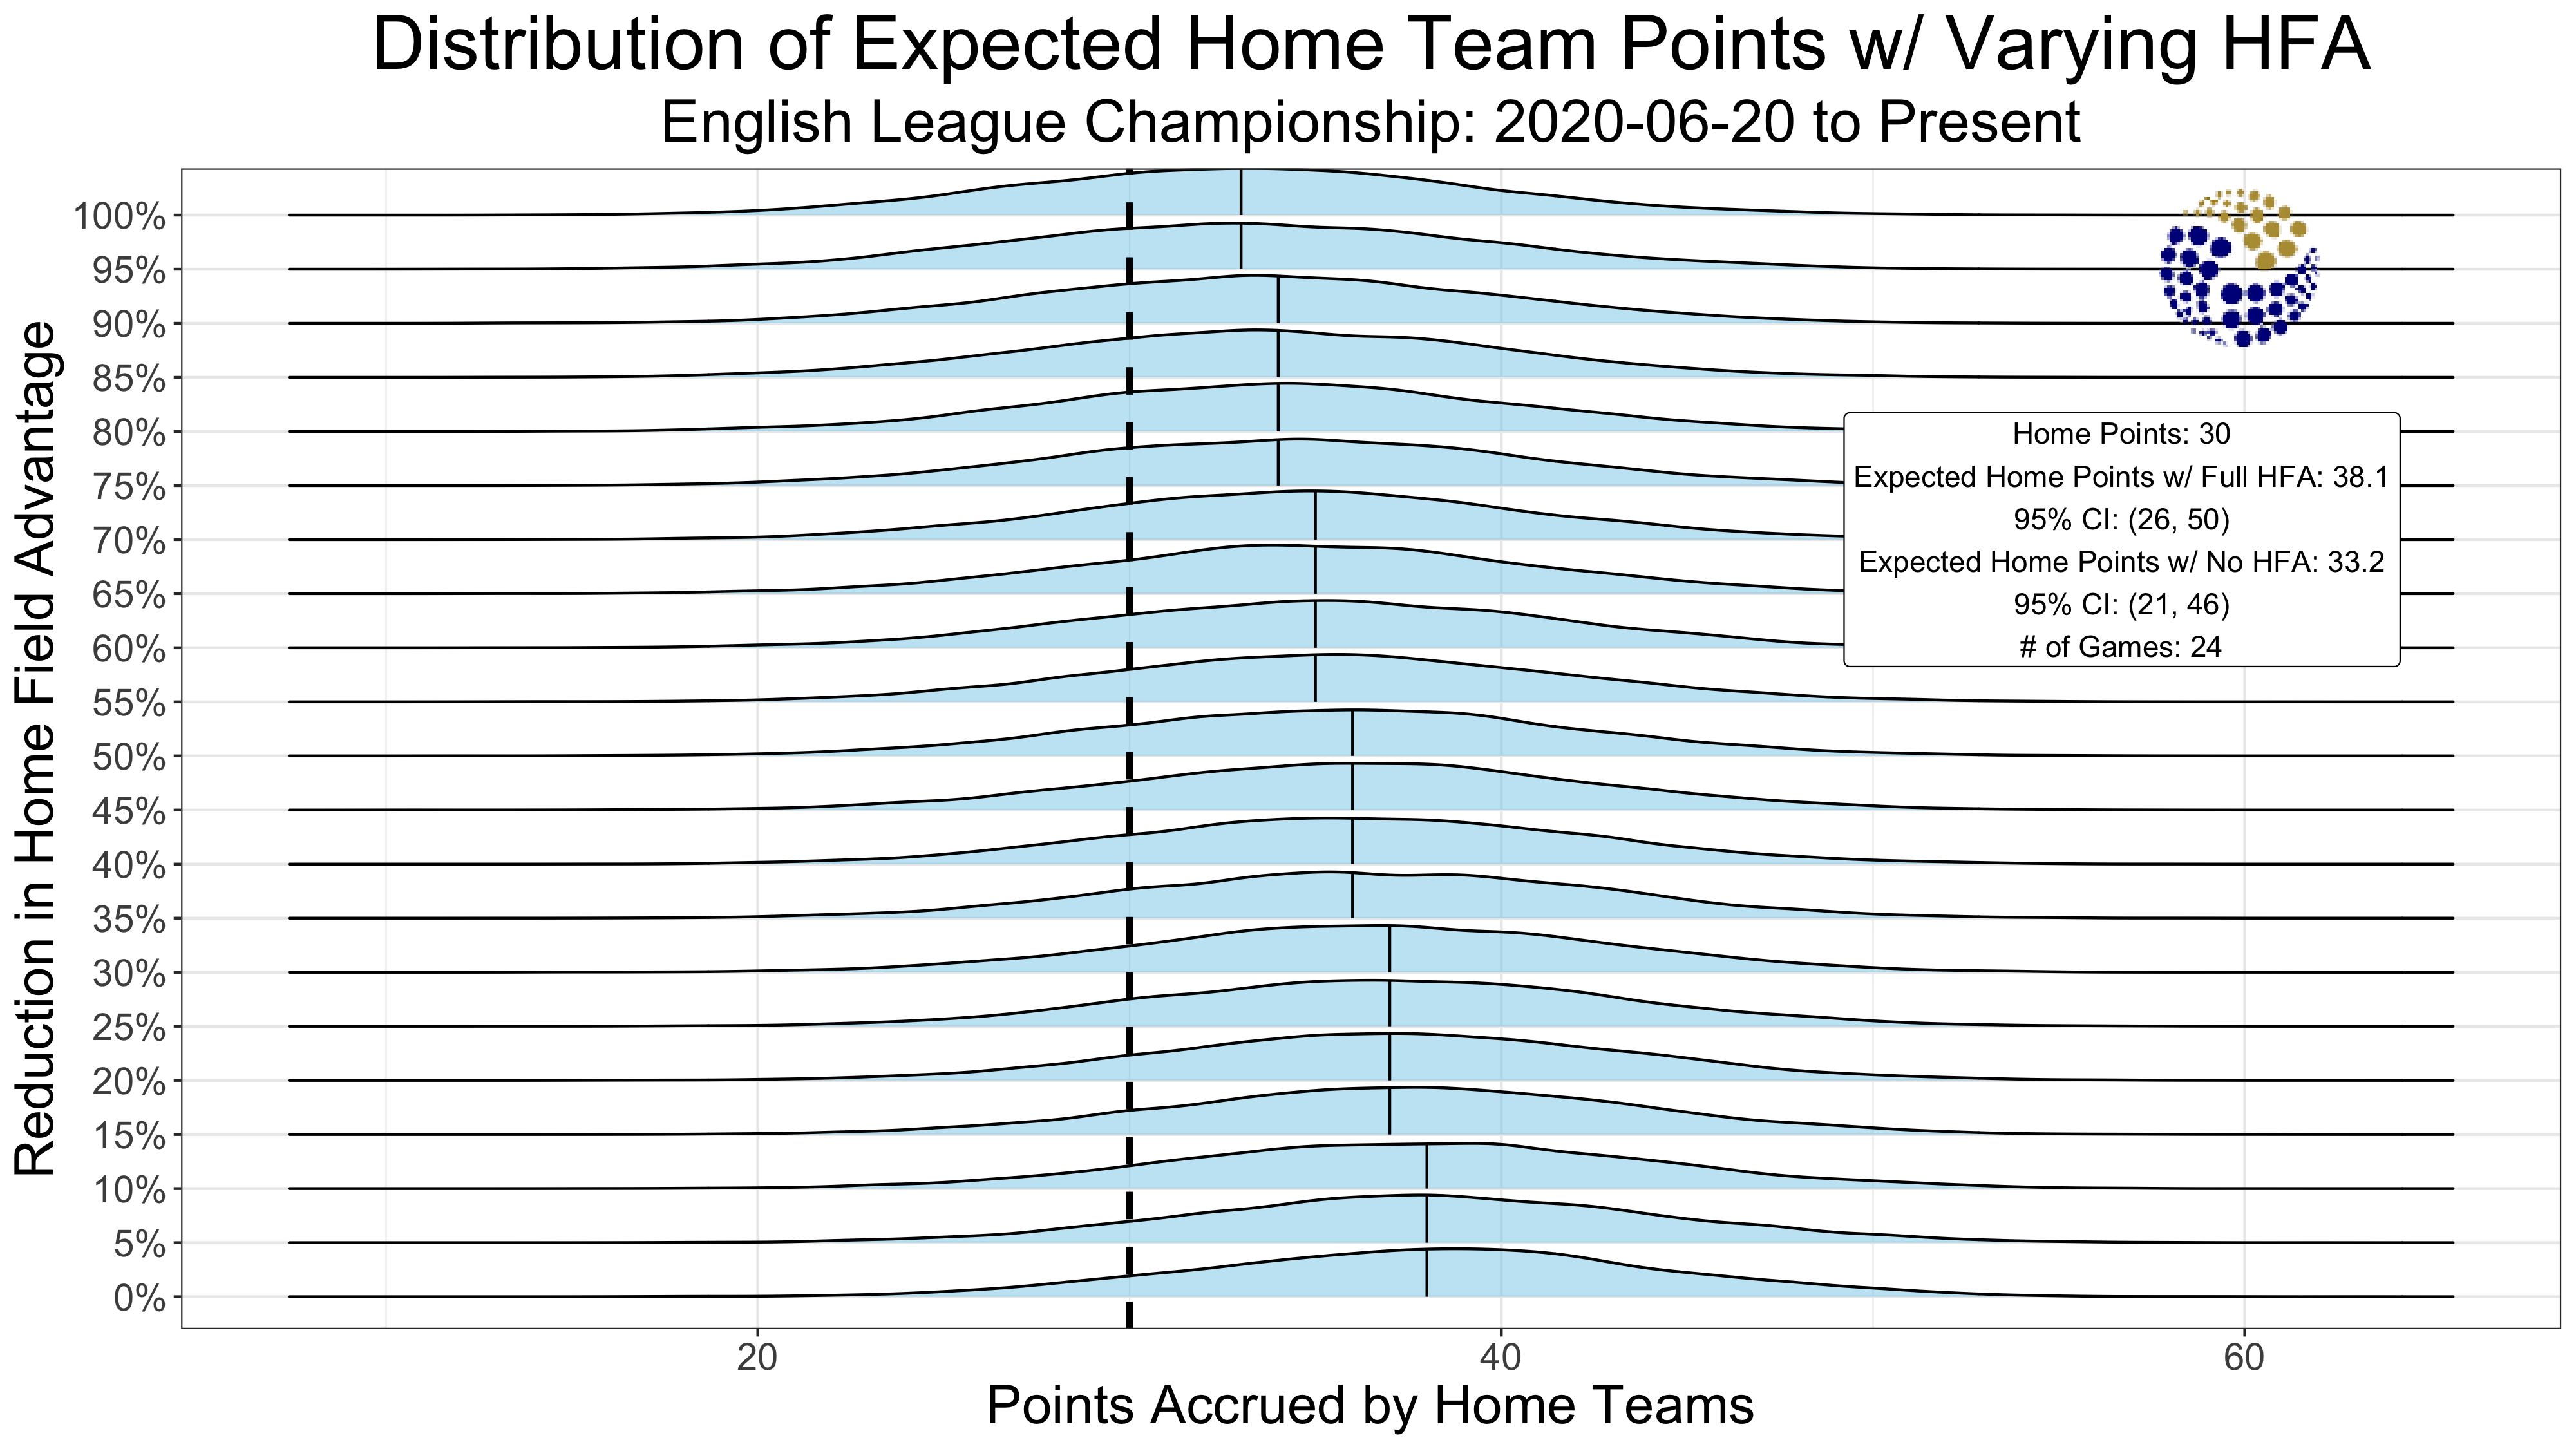 Distribution of Expected Home Team Points w/ Varying HFA
English League Championship: 2020-06-20 to Present
Reduction in Home Field Advantage
100%
95%
90%
85%
80%
75%
70%
65%
60%
55%
50%
45%
40%
35%
30%
25%
20%
15%
10%
5%
0%
Home Points: 30
Expected Home Points w/ Full HFA: 38.1
95% CI: (26, 50)
Expected Home Points w/ No HFA: 33.2
95% CI: (21, 46)
# of Games: 24
20 40 60
Points Accrued by Home Teams